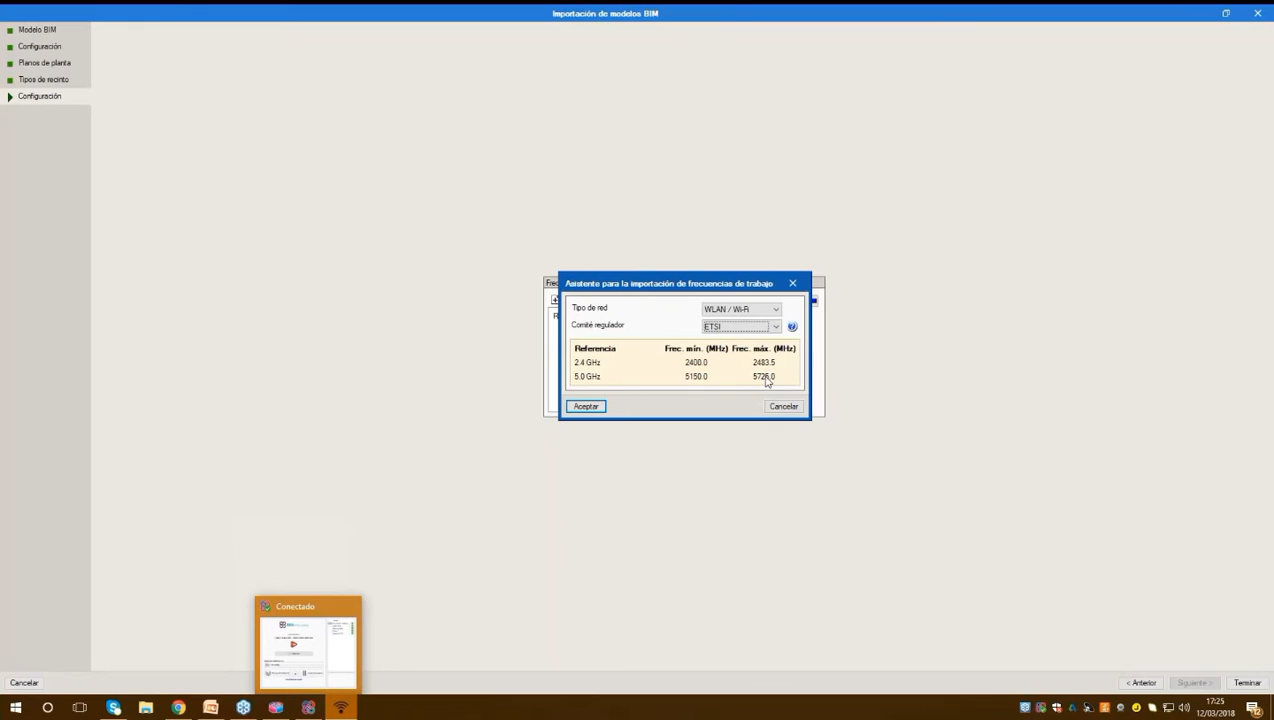 Importación de modelos BIM
Modelo BIM
Configuración
Planos de planta
Tipos de recinto
Configuración
Asistente para la importación de frecuencias de trabajo
Tipo de red
WLAN / Wi-Fi
Comité regulador
ETSI
Referencia Frec. mín. (MHz) Frec. máx. (MHz)
2.4 GHz 2400.0 2483.5
5.0 GHz 5150.0 5725.0
Aceptar
Cancelar
Conectado
Cancelar
< Anterior
Siguiente >
Terminar
17:25
12/03/2018
12